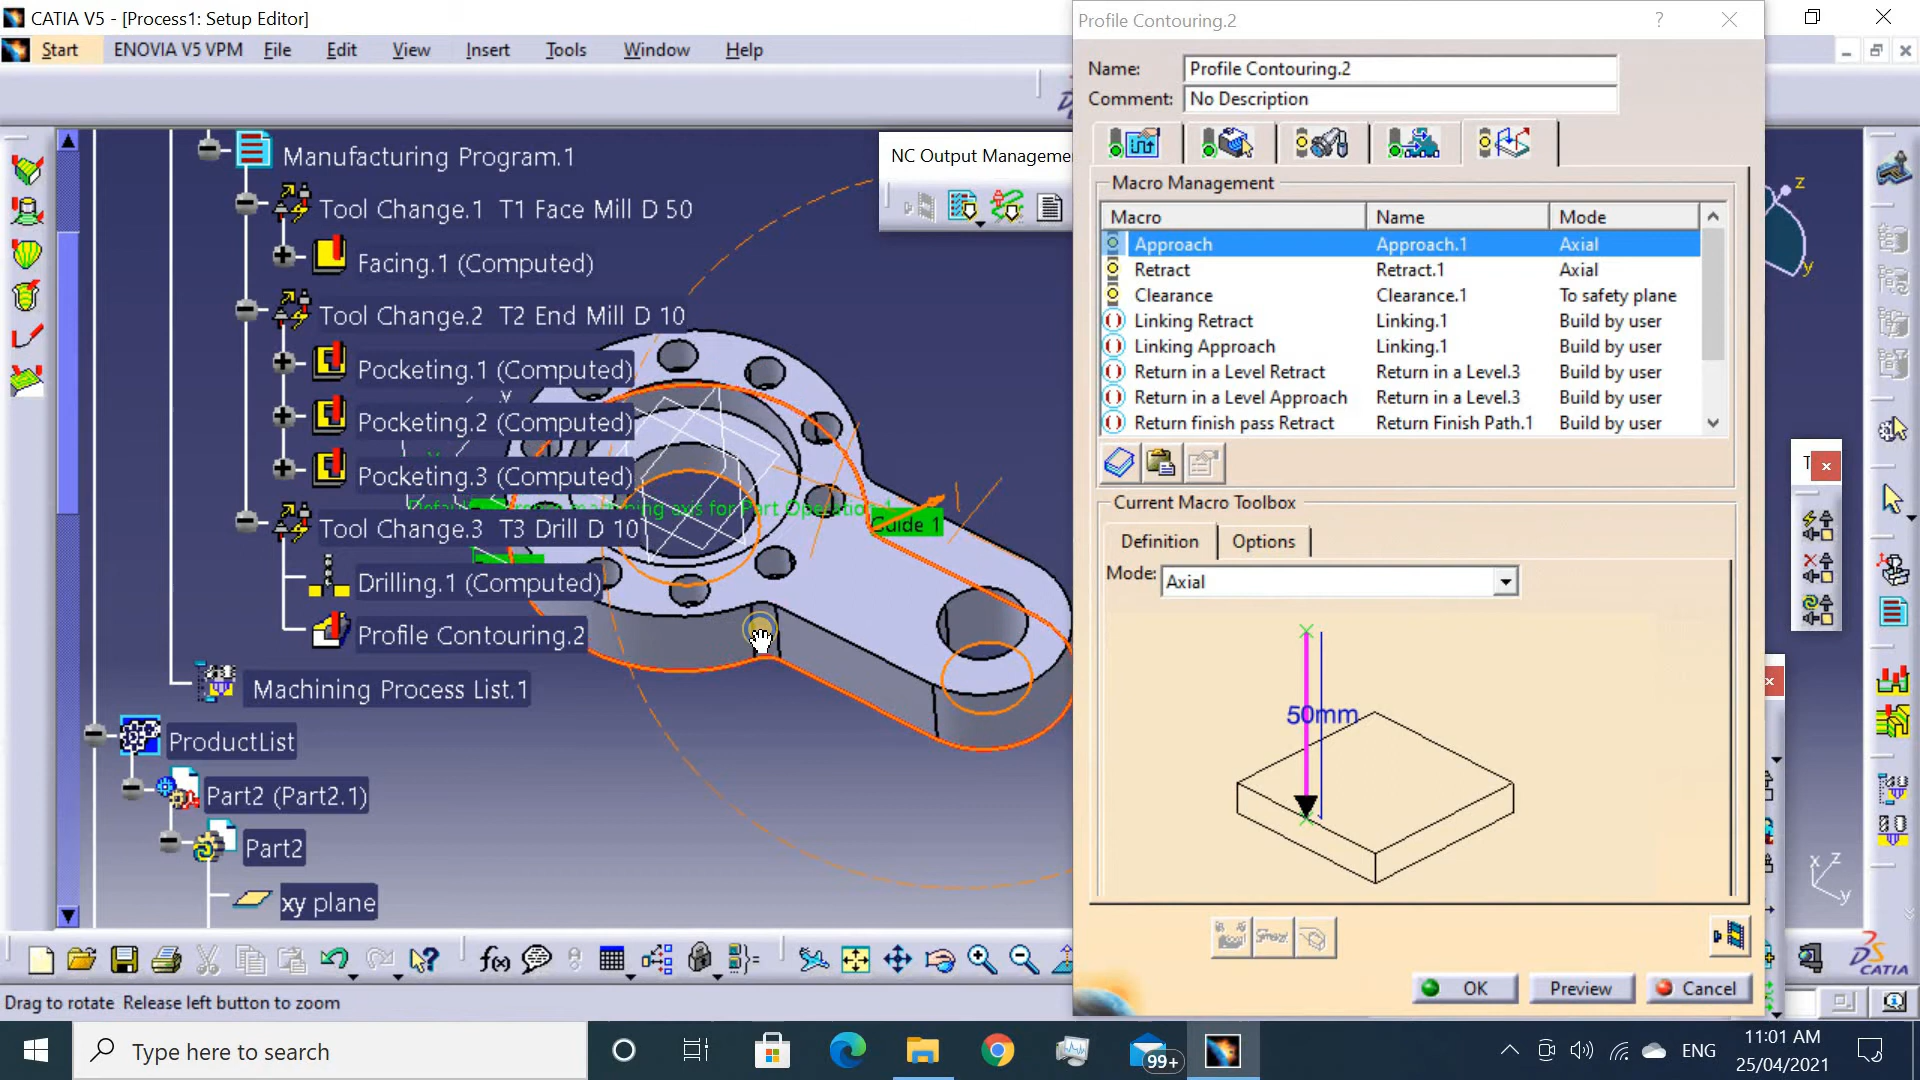 CATIA V5 - [Process1: Setup Editor]
Start ENOVIA V5 VPM File Edit View Insert Tools Window Help
Manufacturing Program.1
Tool Change.1 T1 Face Mill D 50
Facing.1 (Computed)
Tool Change.2 T2 End Mill D 10
Pocketing.1 (Computed)
Pocketing.2 (Computed)
Pocketing.3 (Computed)
Tool Change.3 T3 Drill D 10
Drilling.1 (Computed)
Profile Contouring.2
Machining Process List.1
ProductList
Part2 (Part2.1)
Part2
xy plane
NC Output Manageme
machining axis for Part Operation
Guide 1
Profile Contouring.2
Name: Profile Contouring.2
Comment: No Description
Macro Management
Macro Name Mode
Approach Approach.1 Axial
Retract Retract.1 Axial
Clearance Clearance.1 To safety plane
Linking Retract Linking.1 Build by user
Linking Approach Linking.1 Build by user
Return in a Level Retract Return in a Level.3 Build by user
Return in a Level Approach Return in a Level.3 Build by user
Return finish pass Retract Return Finish Path.1 Build by user
Current Macro Toolbox
Definition Options
Mode: Axial
50mm
OK Preview Cancel
T
z
y
x z
y
f(x)
CATIA
Drag to rotate Release left button to zoom
Type here to search
99+
ENG
11:01 AM
25/04/2021